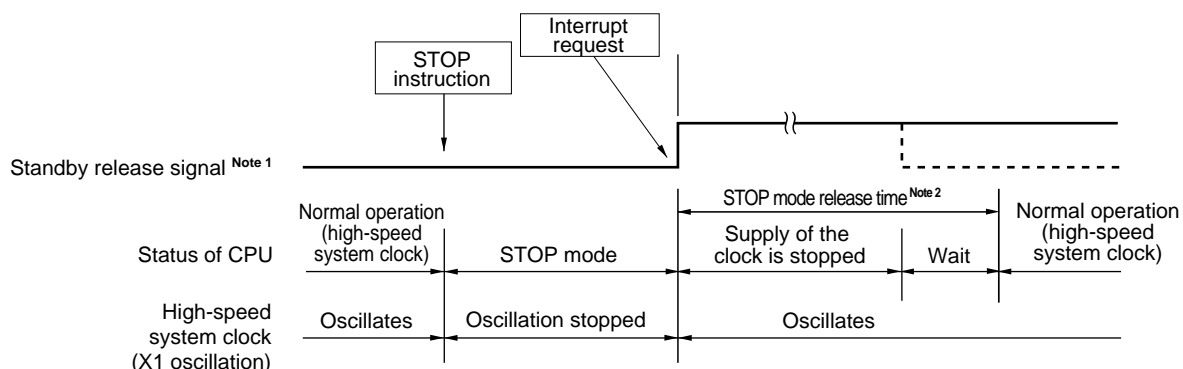 Interrupt
request
STOP
instruction
Standby release signal Note 1
STOP mode release time Note 2
Status of CPU
Normal operation
(high-speed
system clock)
STOP mode
Supply of the
clock is stopped
Wait
Normal operation
(high-speed
system clock)
High-speed
system clock
(X1 oscillation)
Oscillates
Oscillation stopped
Oscillates